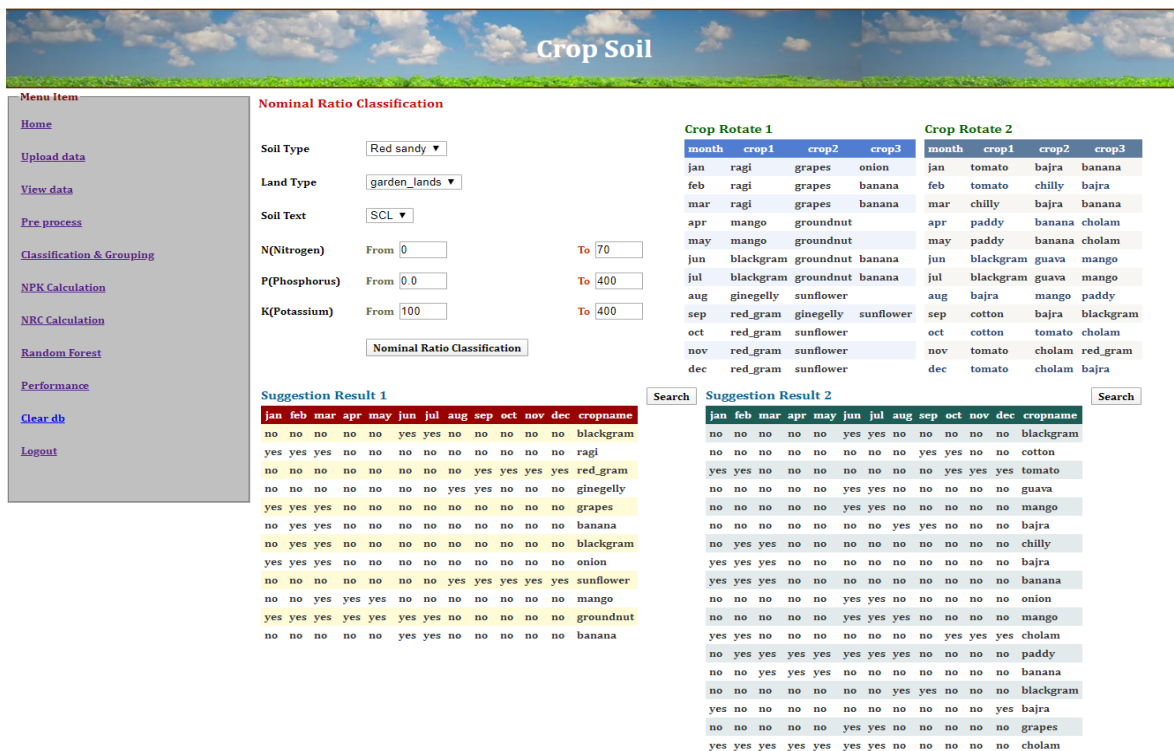 Crop Soil
Menu Item
Home
Upload data
View data
Pre process
Classification & Grouping
NPK Calculation
NRC Calculation
Random Forest
Performance
Clear db
Logout
Nominal Ratio Classification
Soil Type Red sandy ▼
Land Type garden_lands ▼
Soil Text SCL ▼
N(Nitrogen) From 0 To 70
P(Phosphorus) From 0.0 To 400
K(Potassium) From 100 To 400
Nominal Ratio Classification
Crop Rotate 1
month crop1 crop2 crop3
jan ragi grapes onion
feb ragi grapes banana
mar ragi grapes banana
apr mango groundnut
may mango groundnut
jun blackgram groundnut banana
jul blackgram groundnut banana
aug ginegelly sunflower
sep red_gram ginegelly sunflower
oct red_gram sunflower
nov red_gram sunflower
dec red_gram sunflower
Crop Rotate 2
month crop1 crop2 crop3
jan tomato bajra banana
feb tomato chilly bajra
mar chilly bajra banana
apr paddy banana cholam
may paddy banana cholam
jun blackgram guava mango
jul blackgram guava mango
aug bajra mango paddy
sep cotton bajra blackgram
oct cotton tomato cholam
nov tomato cholam red_gram
dec tomato cholam bajra
Suggestion Result 1 Search
jan feb mar apr may jun jul aug sep oct nov dec cropname
no no no no no yes yes no no no no no blackgram
yes yes yes no no no no no no no no no ragi
no no no no no no no no yes yes yes yes red_gram
no no no no no no no yes yes no no no ginegelly
yes yes yes no no no no no no no no no grapes
no yes yes no no no no no no no no no banana
no yes yes no no no no no no no no no blackgram
yes yes yes no no no no no no no no no onion
no no no no no no no yes yes yes yes yes sunflower
no no yes yes yes no no no no no no no mango
yes yes yes yes yes yes yes no no no no no groundnut
no no no no no yes yes no no no no no banana
Suggestion Result 2 Search
jan feb mar apr may jun jul aug sep oct nov dec cropname
no no no no no yes yes no no no no no blackgram
no no no no no no no no yes yes no no cotton
yes yes no no no no no no no yes yes yes tomato
no no no no no yes yes no no no no no guava
no no no no no yes yes no no no no no mango
no no no no no no no yes yes no no no bajra
no yes yes no no no no no no no no no chilly
yes yes yes no no no no no no no no no bajra
yes yes yes no no no no no no no no no banana
no no no no no yes yes no no no no no onion
no no no no no yes yes yes no no no no mango
yes yes no no no no no no no yes yes yes cholam
no yes yes yes yes yes yes yes no no no no paddy
no no yes yes yes no no no no no no no banana
no no no no no no no yes yes no no no blackgram
yes no no no no no no no no no no yes bajra
no no no no no yes yes no no no no no grapes
yes yes yes yes yes yes yes no no no no no cholam